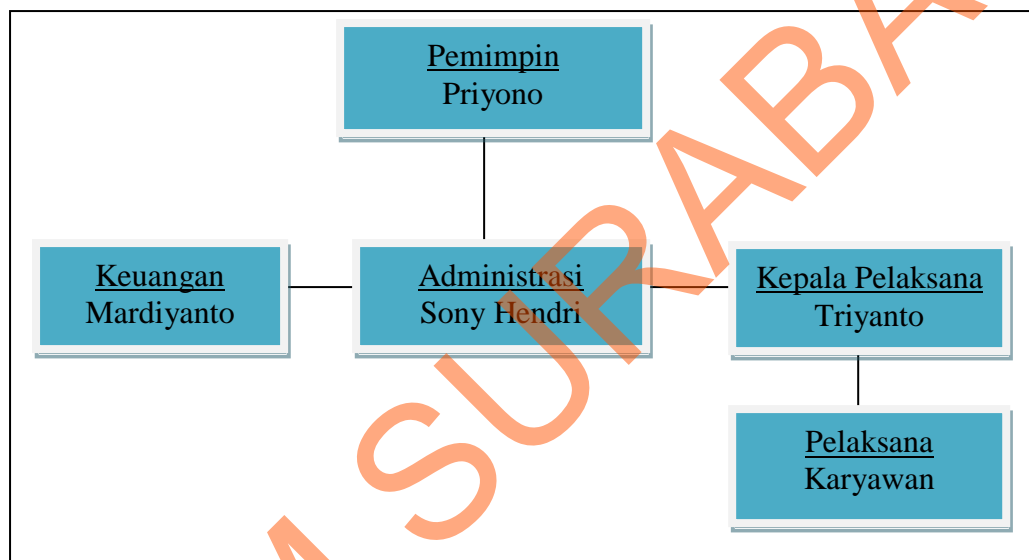 Pemimpin
Priyono
Keuangan
Mardiyanto
Administrasi
Sony Hendri
Kepala Pelaksana
Triyanto
Pelaksana
Karyawan
M SURABA